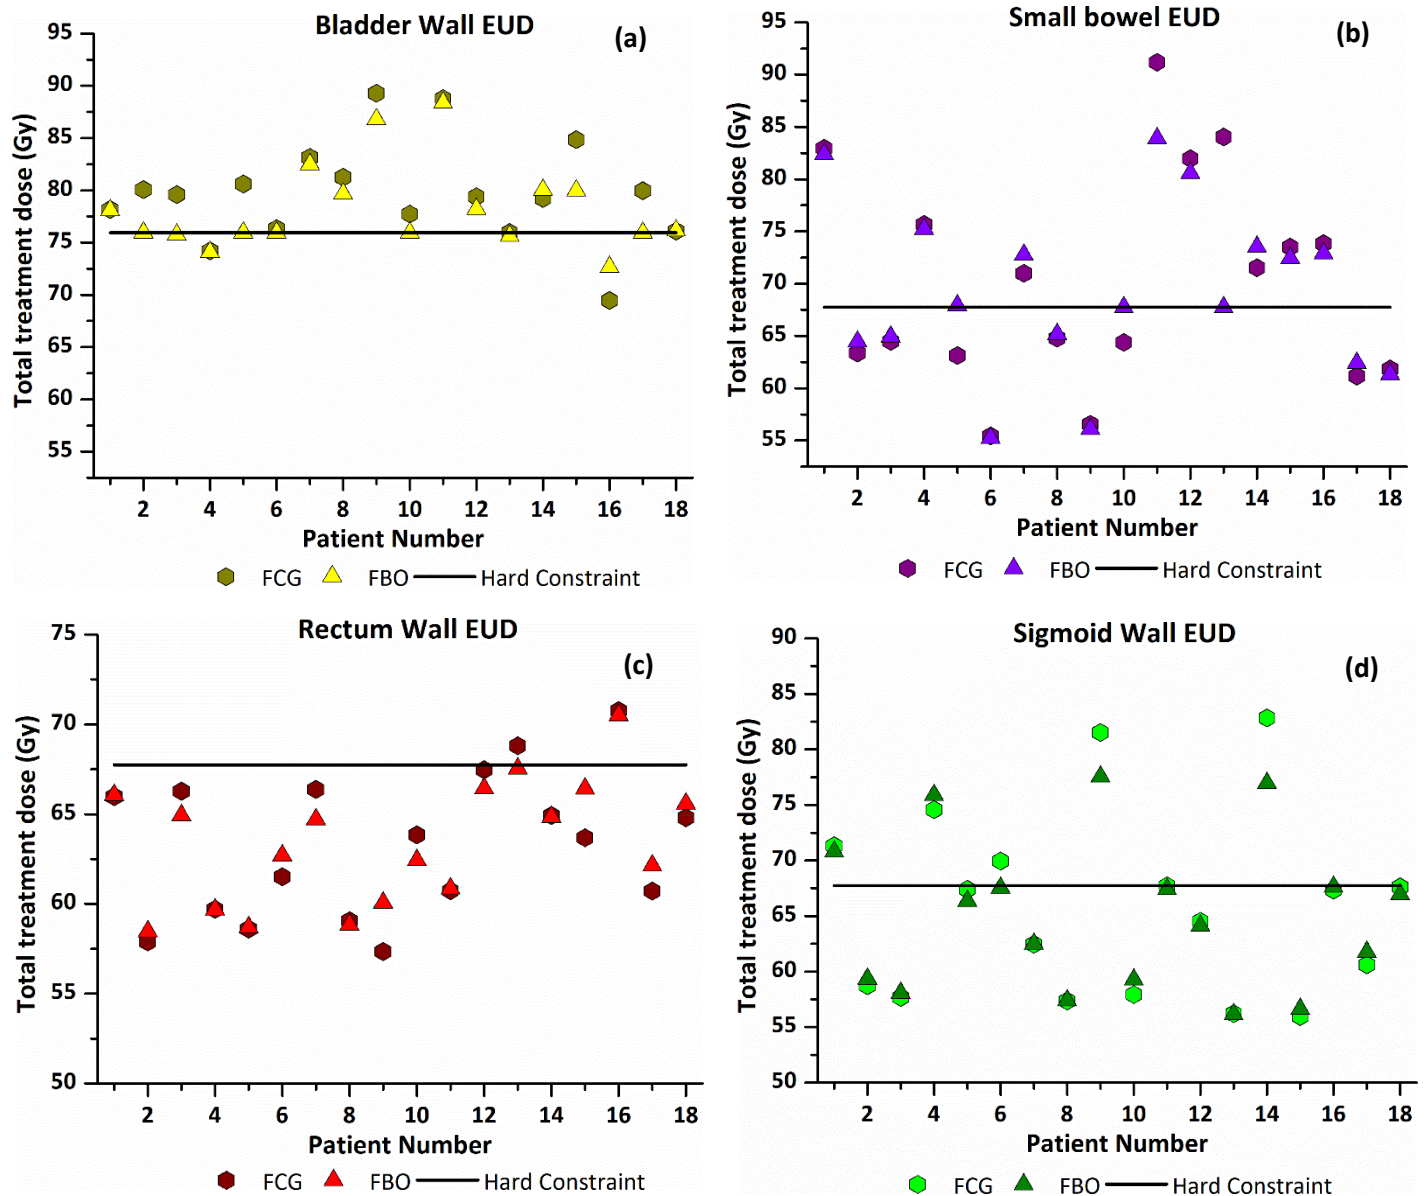 Bladder Wall EUD
(a)
Total treatment dose (Gy)
95
90
85
80
75
70
65
60
55
2 4 6 8 10 12 14 16 18
Patient Number
FCG FBO Hard Constraint
Small bowel EUD
(b)
Total treatment dose (Gy)
95
90
85
80
75
70
65
60
55
2 4 6 8 10 12 14 16 18
Patient Number
FCG FBO Hard Constraint
Rectum Wall EUD
(c)
Total treatment dose (Gy)
75
70
65
60
55
50
2 4 6 8 10 12 14 16 18
Patient Number
FCG FBO Hard Constraint
Sigmoid Wall EUD
(d)
Total treatment dose (Gy)
90
85
80
75
70
65
60
55
50
2 4 6 8 10 12 14 16 18
Patient Number
FCG FBO Hard Constraint